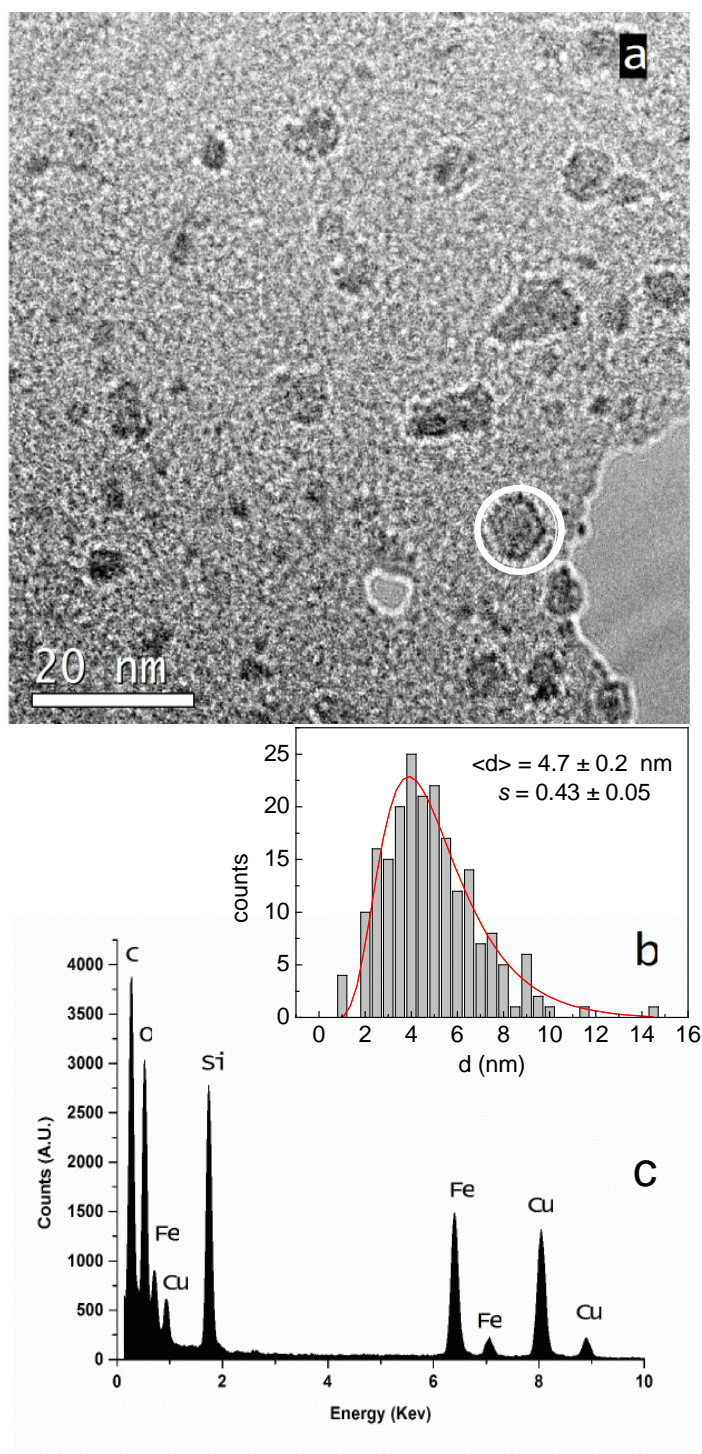 a
20 nm
25
20
15
10
5
0
counts
<d> = 4.7 ± 0.2 nm
s = 0.43 ± 0.05
b
0 2 4 6 8 10 12 14 16
d (nm)
4000
3500
3000
2500
2000
1500
1000
500
0
Counts (A.U.)
C
O
Si
Fe
Cu
Fe
Fe
Cu
Cu
c
0 2 4 6 8 10
Energy (Kev)